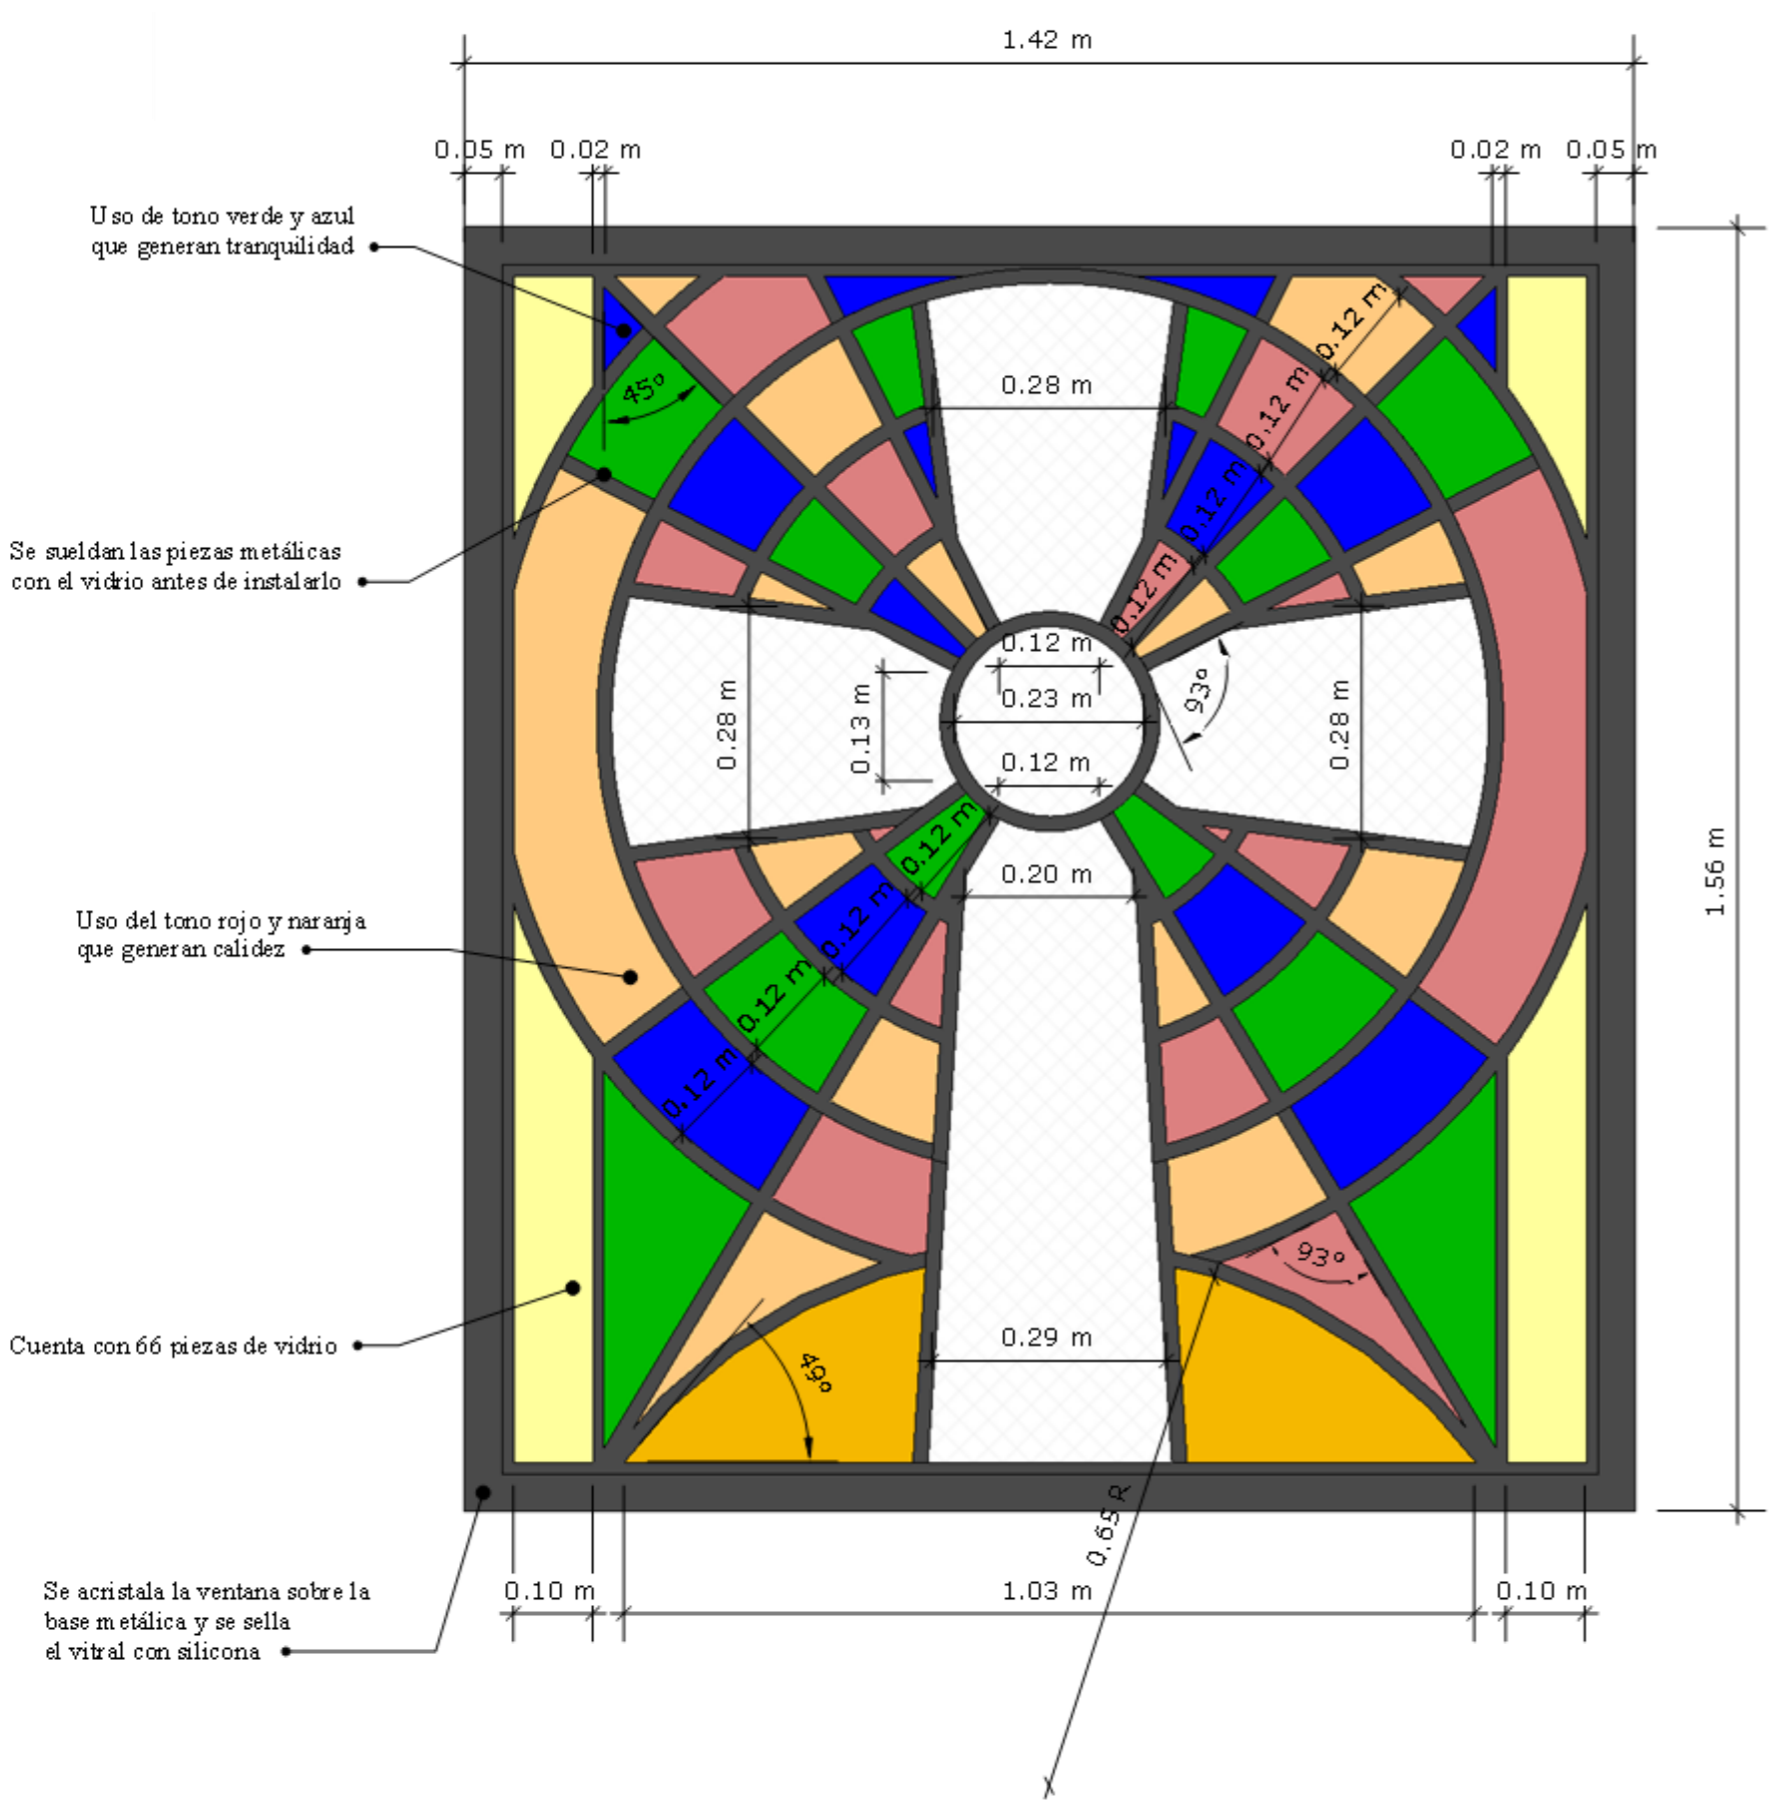 1.42 m
0.05 m
0.02 m
0.02 m
0.05 m
Uso de tono verde y azul
que generan tranquilidad
45º
0.12 m
0.12 m
0.12 m
0.12 m
0.28 m
Se sueldan las piezas metálicas
con el vidrio antes de instalarlo
0.12 m
0.23 m
0.12 m
0.28 m
0.13 m
93º
0.28 m
0.12 m
0.12 m
0.12 m
0.12 m
0.20 m
1.56 m
Uso del tono rojo y naranja
que generan calidez
93º
Cuenta con 66 piezas de vidrio
49º
0.29 m
0.65 R
Se acristala la ventana sobre la
base metálica y se sella
el vitral con silicona
0.10 m
1.03 m
0.10 m